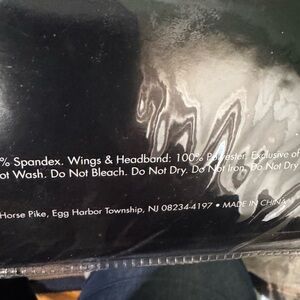 % Spandex. Wings & Headband: 100% Polyester. Exclusive of
ot Wash. Do Not Bleach. Do Not Dry. Do Not Iron. Do Not Dry
Horse Pike, Egg Harbor Township, NJ 08234-4197 • MADE IN CHINA